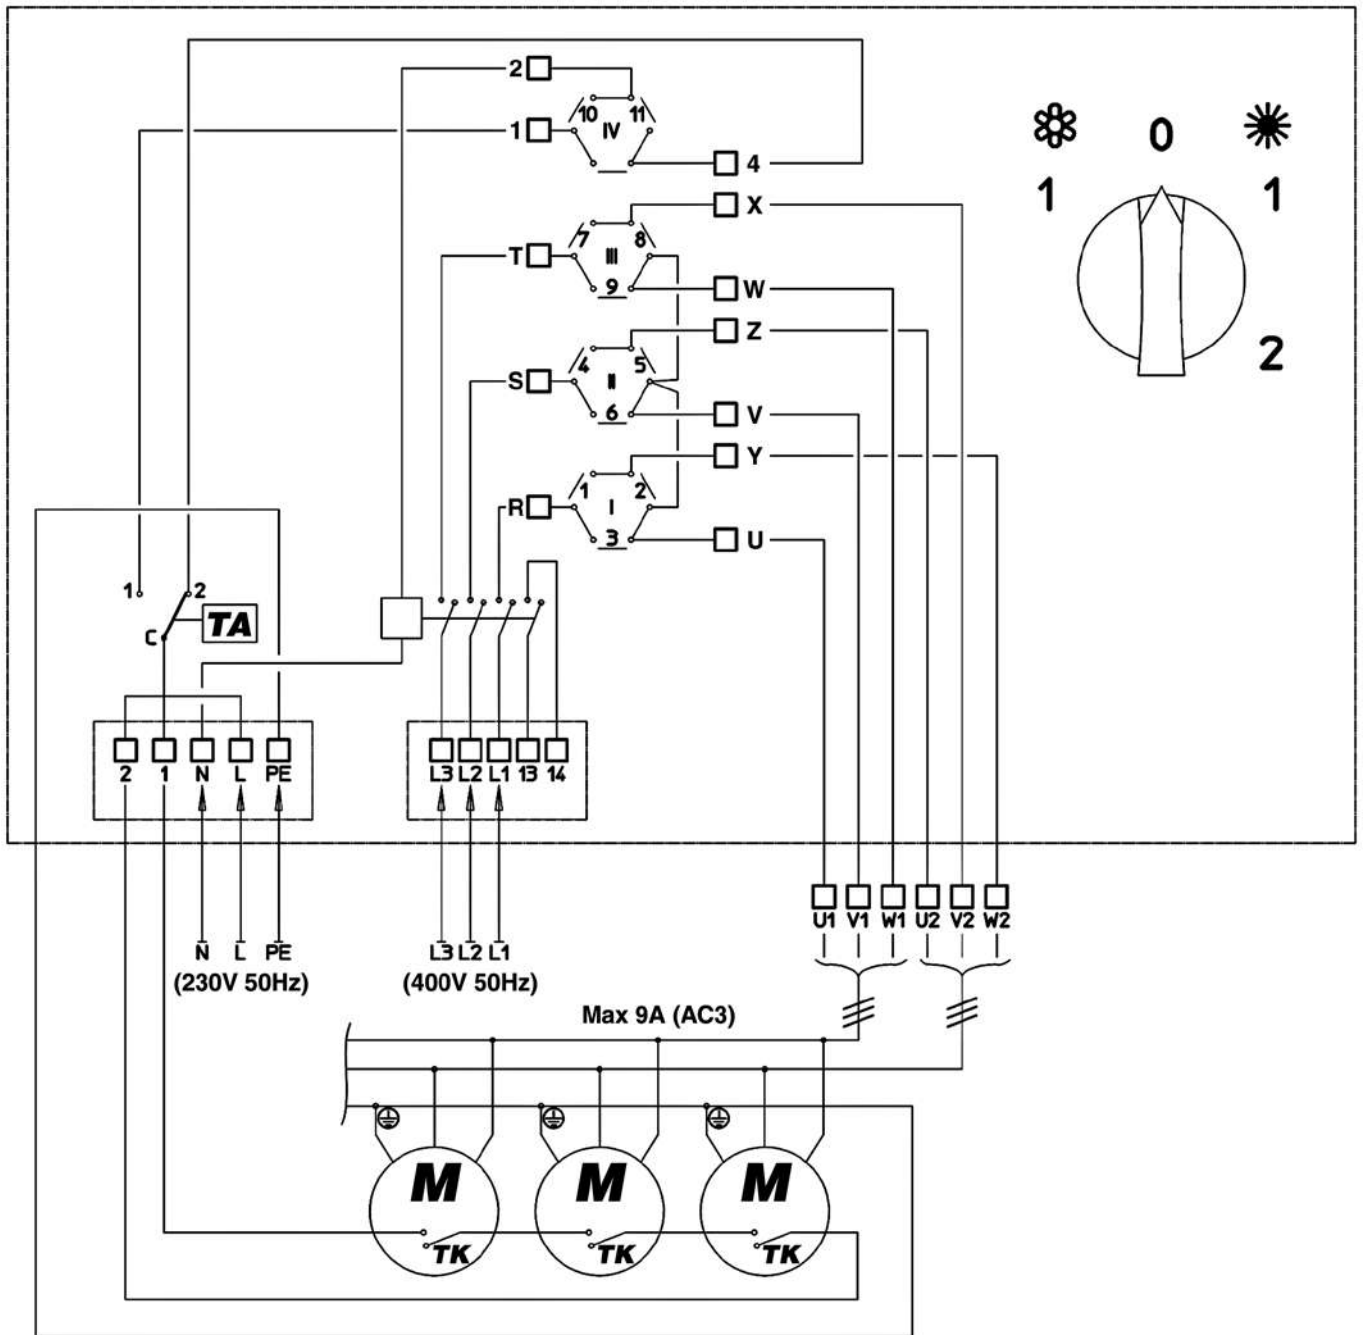 2
10 11
1 IV
4
0
1 1
X
7 8
T III
9 W
Z
4 5
S II
6 V
2
Y
1 2
R I
3 U
1 2
TA
C
2 1 N L PE
L3 L2 L1 13 14
U1 V1 W1 U2 V2 W2
N L PE
L3 L2 L1
(230V 50Hz)
(400V 50Hz)
Max 9A (AC3)
M M M
TK TK TK